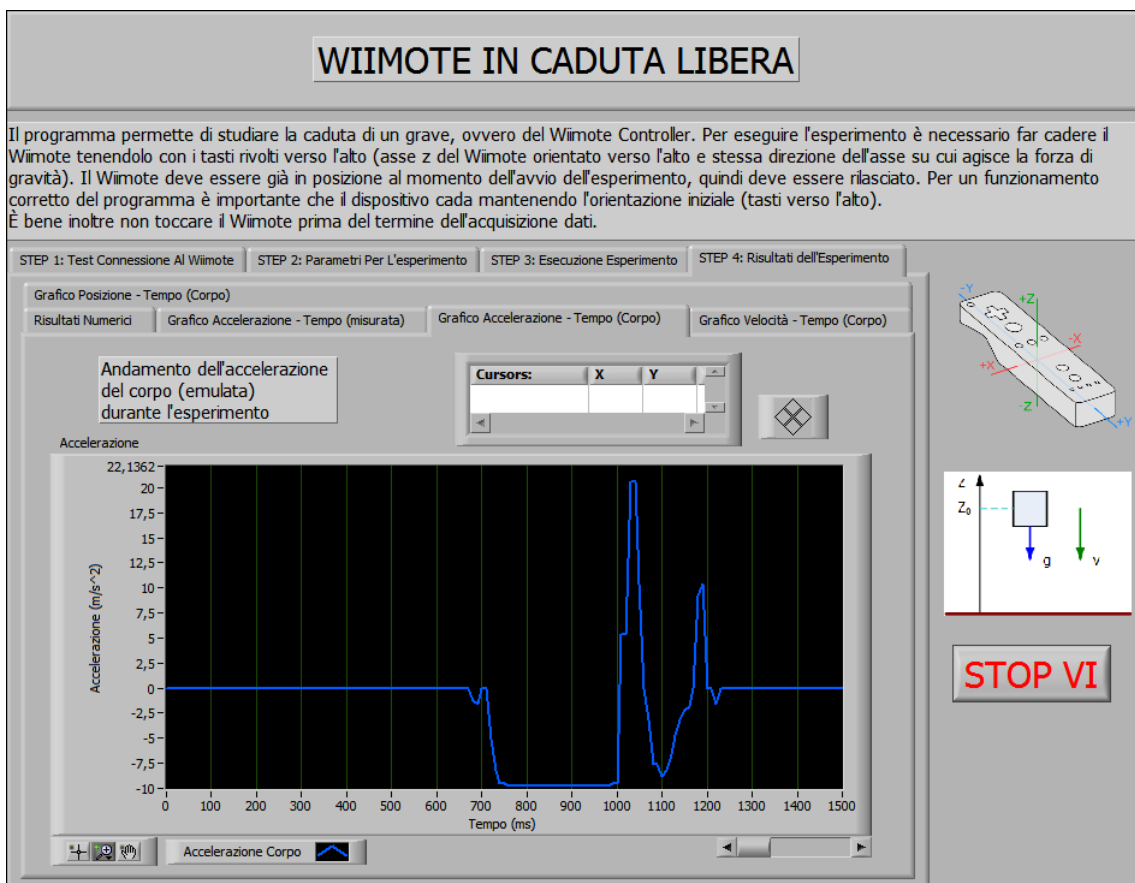 WIIMOTE IN CADUTA LIBERA
Il programma permette di studiare la caduta di un grave, ovvero del Wiimote Controller. Per eseguire l'esperimento è necessario far cadere il
Wiimote tenendolo con i tasti rivolti verso l'alto (asse z del Wiimote orientato verso l'alto e stessa direzione dell'asse su cui agisce la forza di
gravità). Il Wiimote deve essere già in posizione al momento dell'avvio dell'esperimento, quindi deve essere rilasciato. Per un funzionamento
corretto del programma è importante che il dispositivo cada mantenendo l'orientazione iniziale (tasti verso l'alto).
È bene inoltre non toccare il Wiimote prima del termine dell'acquisizione dati.
STEP 1: Test Connessione Al Wiimote
STEP 2: Parametri Per L'esperimento
STEP 3: Esecuzione Esperimento
STEP 4: Risultati dell'Esperimento
Grafico Posizione - Tempo (Corpo)
Risultati Numerici
Grafico Accelerazione - Tempo (misurata)
Grafico Accelerazione - Tempo (Corpo)
Grafico Velocità - Tempo (Corpo)
Andamento dell'accelerazione
del corpo (emulata)
durante l'esperimento
Cursors: X Y
Accelerazione
22,1362
20
17,5
15
12,5
10
7,5
5
2,5
0
-2,5
-5
-7,5
-10
Accelerazione (m/s^2)
0 100 200 300 400 500 600 700 800 900 1000 1100 1200 1300 1400 1500
Tempo (ms)
Accelerazione Corpo
-Y
+Z
-X
+X
-Z
+Y
Z
Z0
g
v
STOP VI